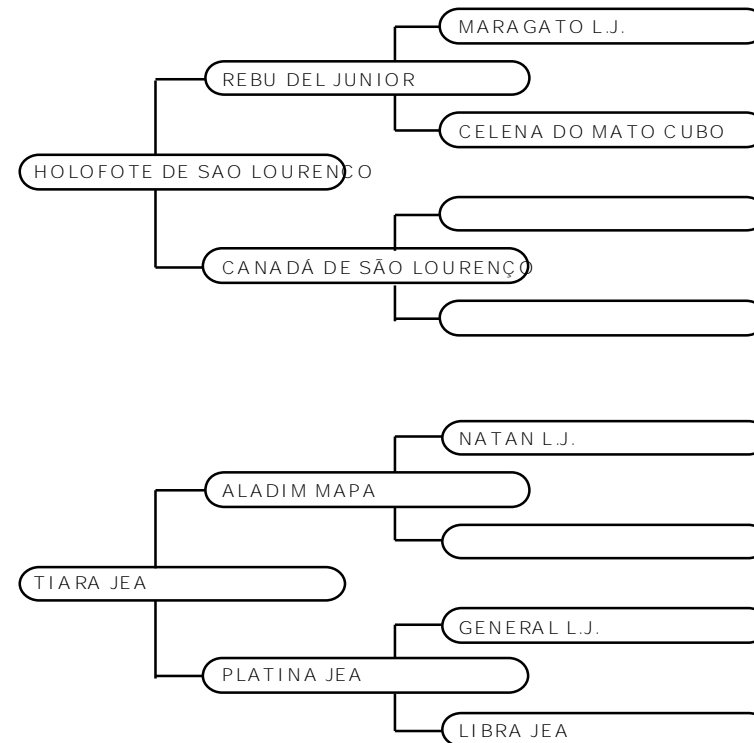 MARAGATO L.J.
REBU DEL JUNIOR
CELENA DO MATO CUBO
HOLOFOTE DE SAO LOURENCO
CANADÁ DE SÃO LOURENÇO
NATAN L.J.
ALADIM MAPA
TIARA JEA
GENERAL L.J.
PLATINA JEA
LIBRA JEA